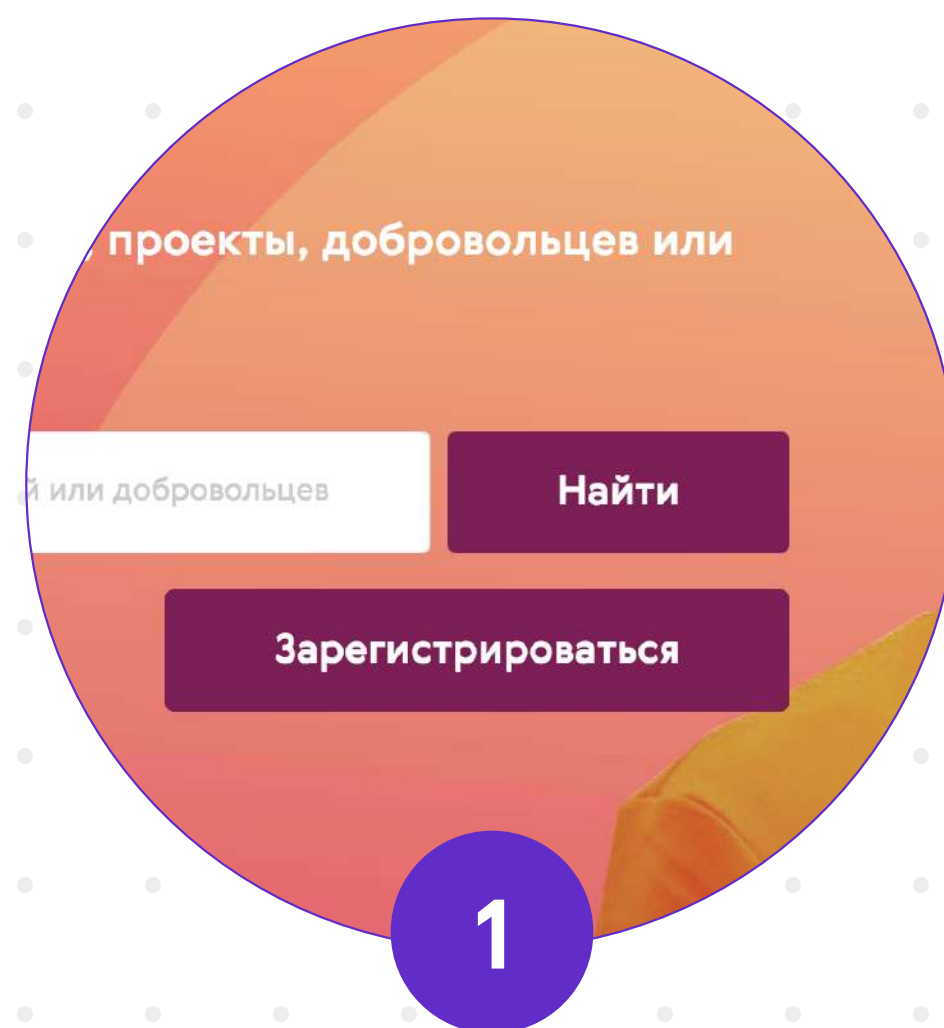 , проекты, добровольцев или
й или добровольцев
Найти
Зарегистрироваться
1